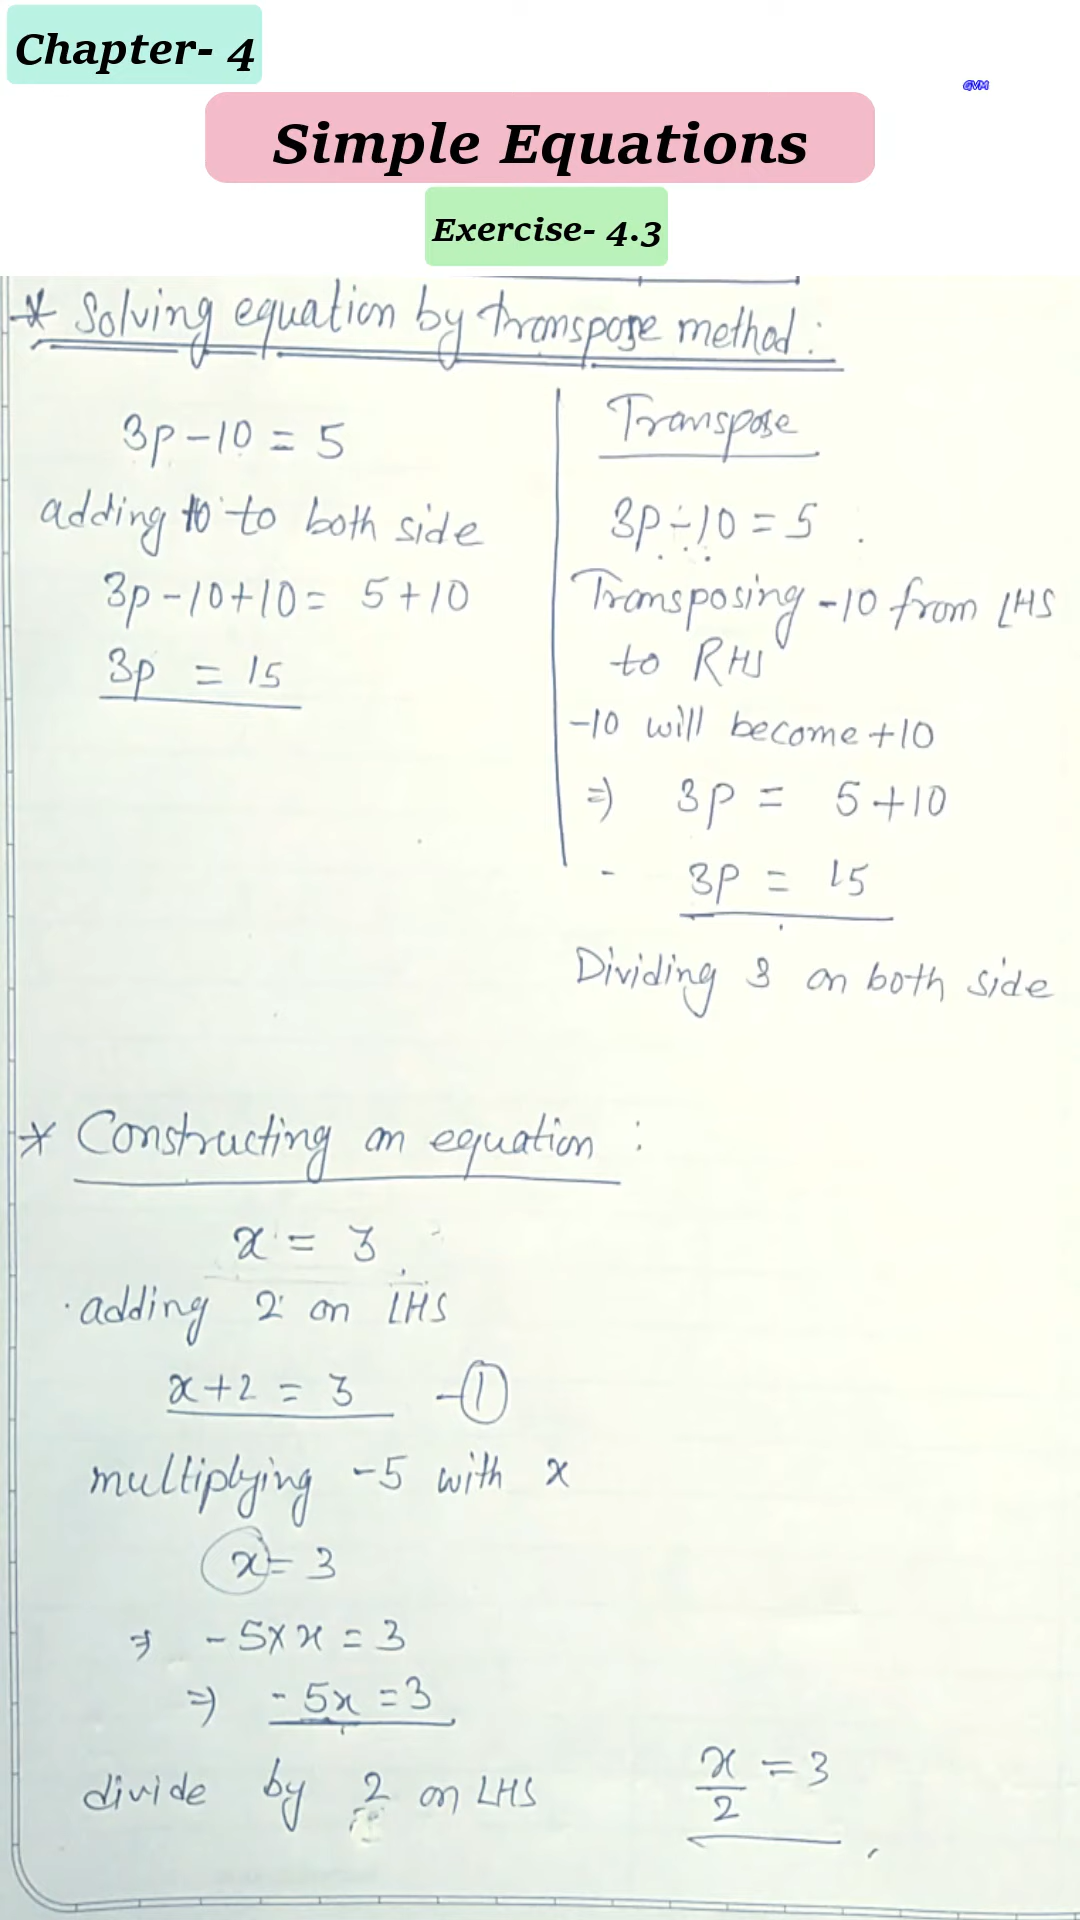 Chapter- 4
GVM
Simple Equations
Exercise- 4.3
* Solving equation by transpose method :
3p - 10 = 5
adding 10 to both side
3p - 10 + 10 = 5 + 10
3p = 15
Transpose
3p - 10 = 5
Transposing -10 from LHS
to RHS
-10 will become +10
=> 3p = 5 + 10
3p = 15
Dividing 3 on both side
* Constructing an equation :
x = 3
adding 2 on LHS
x + 2 = 3 - ①
multiplying -5 with x
x = 3
=> - 5 × x = 3
=> - 5x = 3
divide by 2 on LHS
x/2 = 3